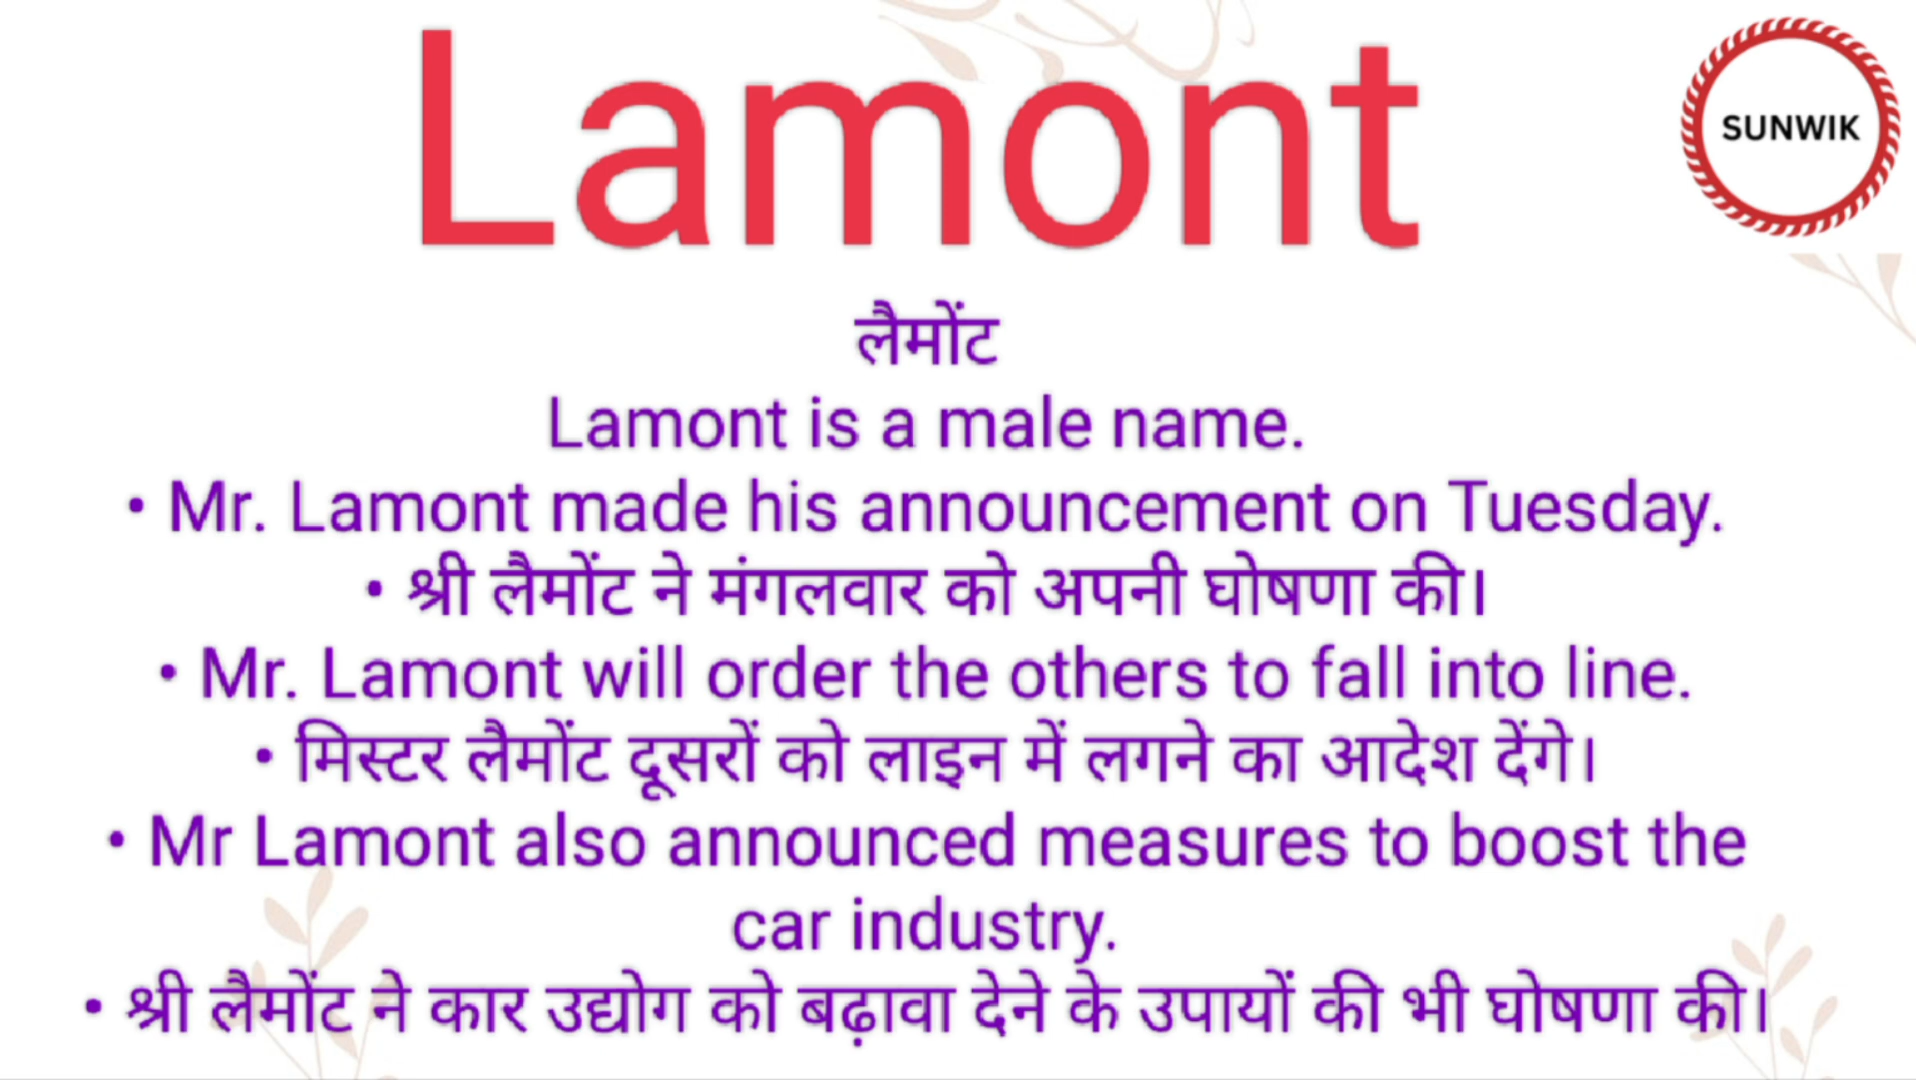 Lamont
SUNWIK
लैमोंट
Lamont is a male name.
• Mr. Lamont made his announcement on Tuesday.
• श्री लैमोंट ने मंगलवार को अपनी घोषणा की।
• Mr. Lamont will order the others to fall into line.
• मिस्टर लैमोंट दूसरों को लाइन में लगने का आदेश देंगे।
• Mr Lamont also announced measures to boost the
car industry.
• श्री लैमोंट ने कार उद्योग को बढ़ावा देने के उपायों की भी घोषणा की।